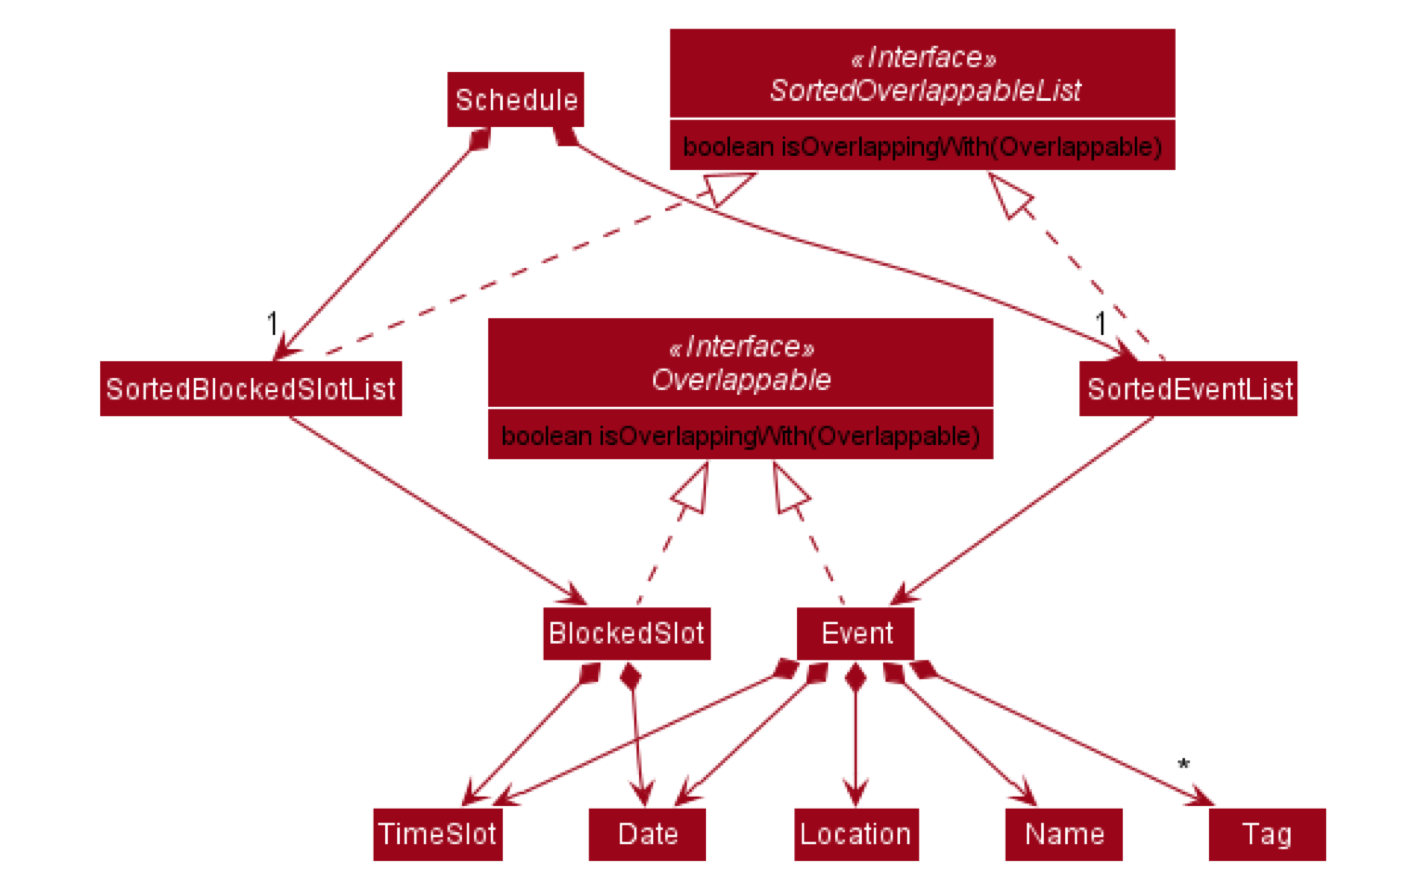 «Interface»
SortedOverlappableList
Schedule
boolean isOverlappingWith(Overlappable)
1
1
«Interface»
Overlappable
SortedBlockedSlotList
SortedEventList
boolean isOverlappingWith(Overlappable)
BlockedSlot
Event
*
TimeSlot
Date
Location
Name
Tag